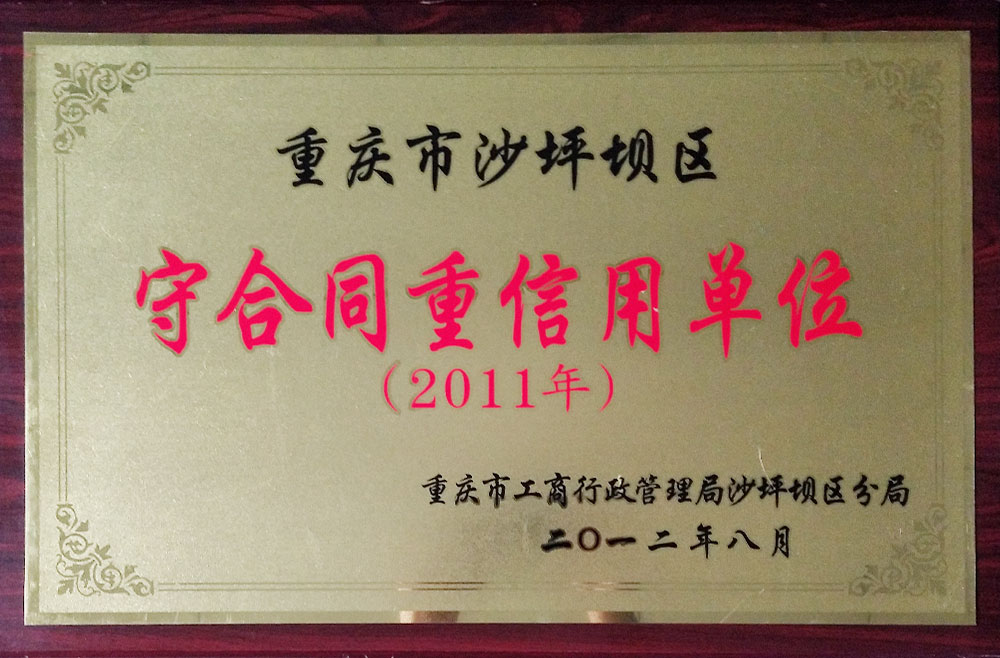 重庆市沙坪坝区
守合同重信用单位
（2011年）
重庆市工商行政管理局沙坪坝区分局
二〇一二年八月